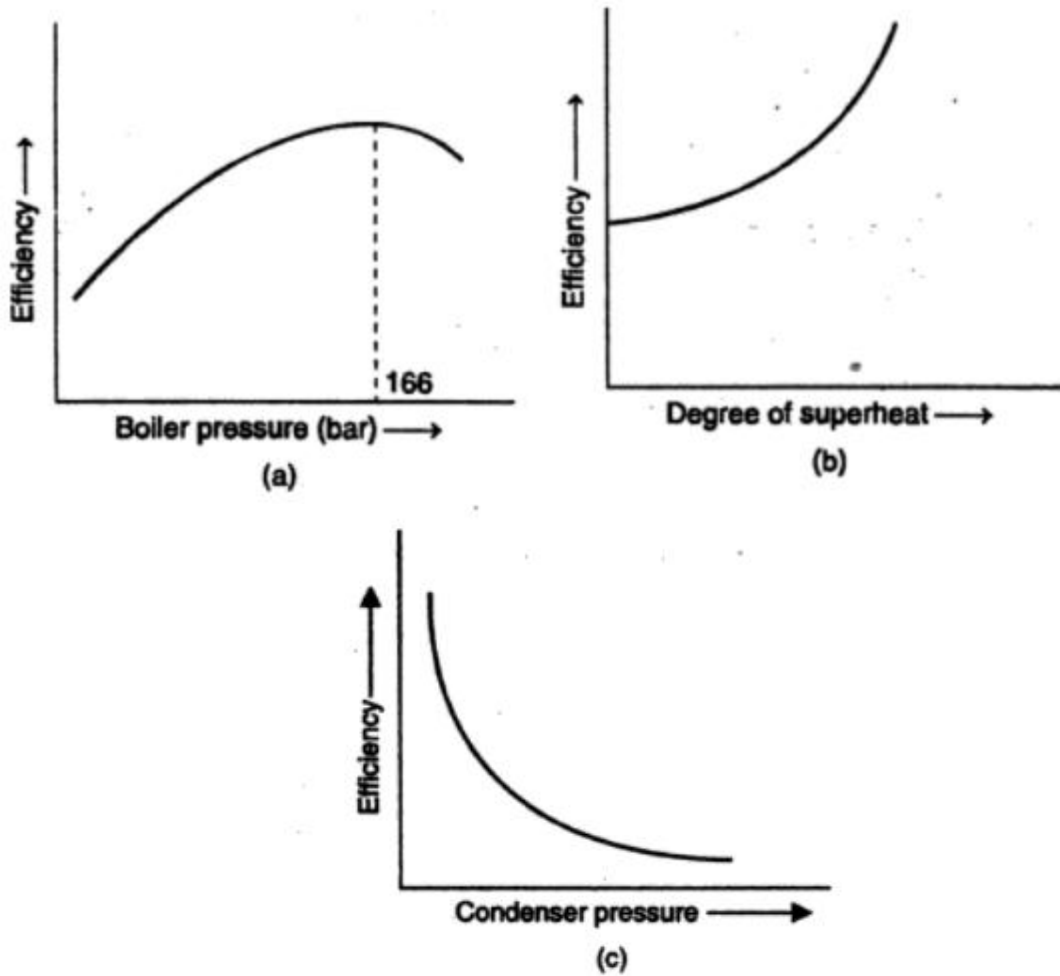 Efficiency →
166
Boiler pressure (bar) →
(a)
Efficiency →
Degree of superheat →
(b)
Efficiency →
Condenser pressure →
(c)